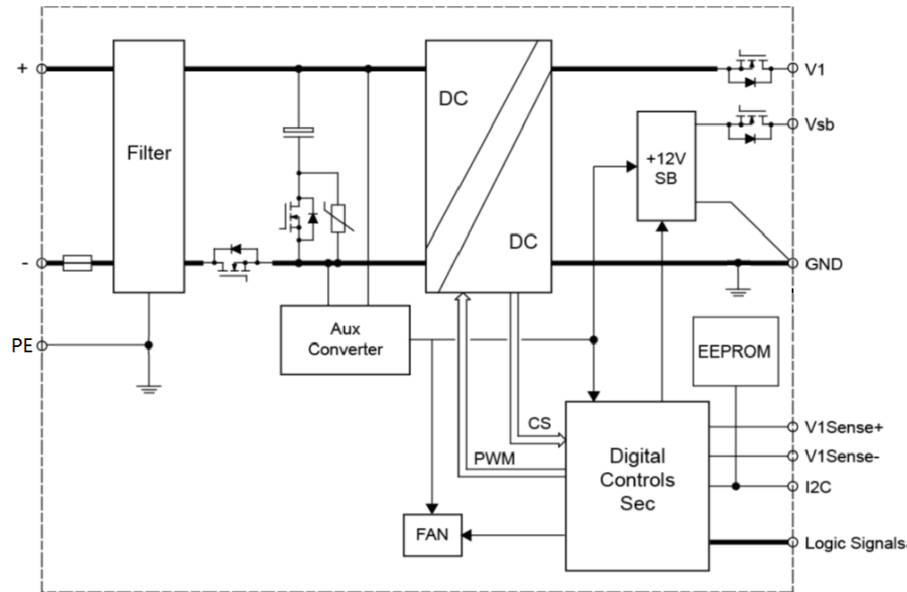 +
V1
DC
Vsb
Filter
+12V
SB
DC
-
GND
PE
Aux
Converter
EEPROM
CS
V1Sense+
PWM
Digital
Controls
Sec
V1Sense-
I2C
FAN
Logic Signals